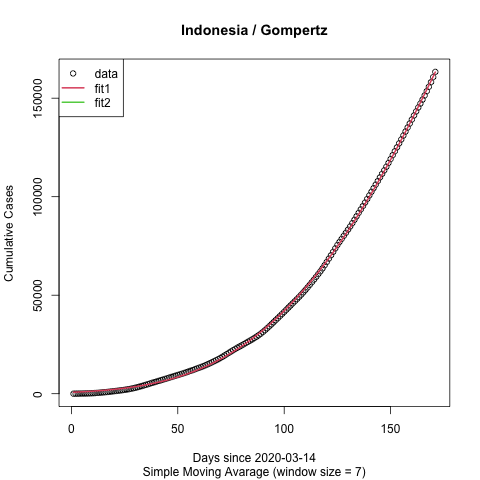 Indonesia / Gompertz
data
fit1
fit2
Cumulative Cases
150000
100000
50000
0
0 50 100 150
Days since 2020-03-14
Simple Moving Avarage (window size = 7)